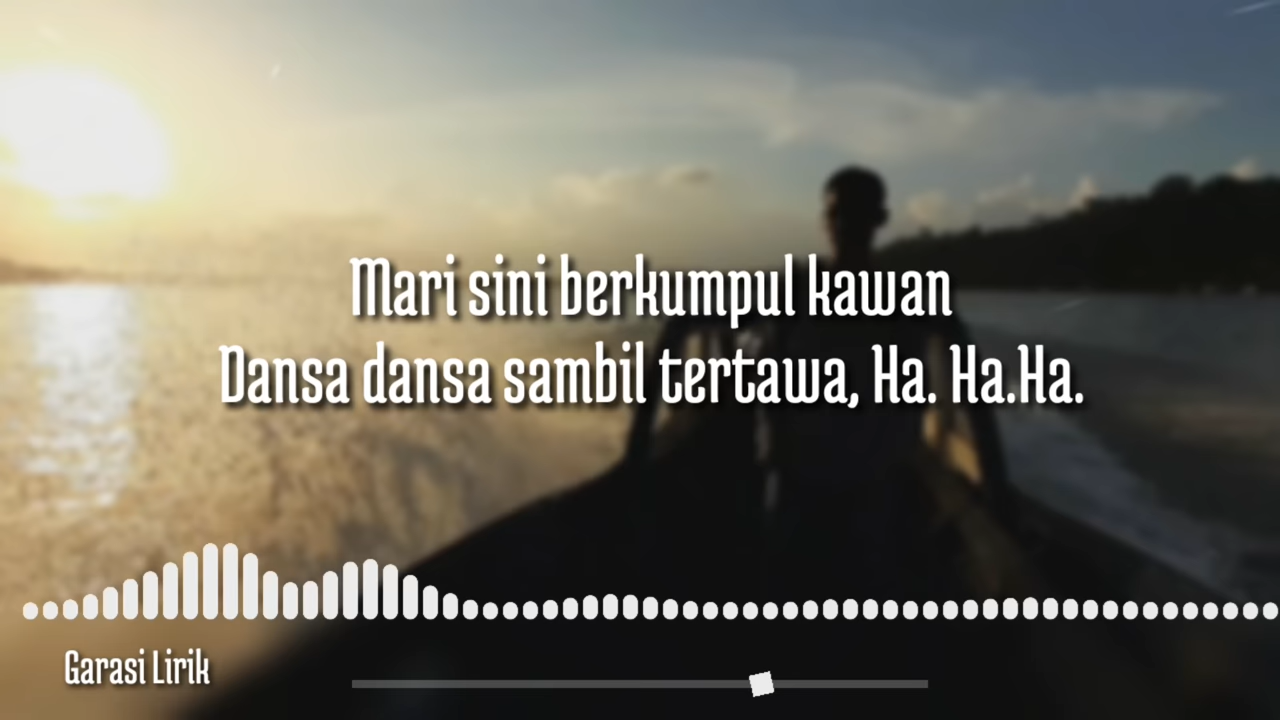 Mari sini berkumpul kawan
Dansa dansa sambil tertawa, Ha. Ha.Ha.
Garasi Lirik